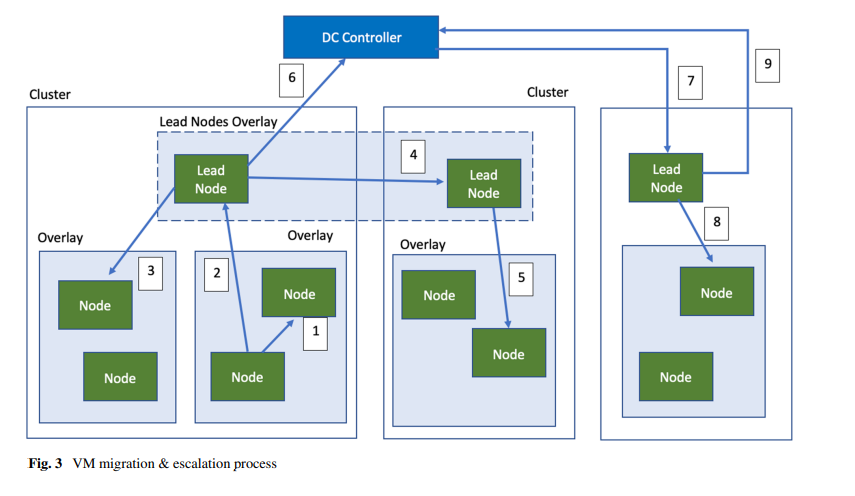 DC Controller
6
9
7
Cluster
Cluster
Lead Nodes Overlay
4
Lead
Node
Lead
Node
Lead
Node
8
Overlay
Overlay
Overlay
3
2
5
Node
Node
Node
Node
1
Node
Node
Node
Node
Fig. 3 VM migration & escalation process